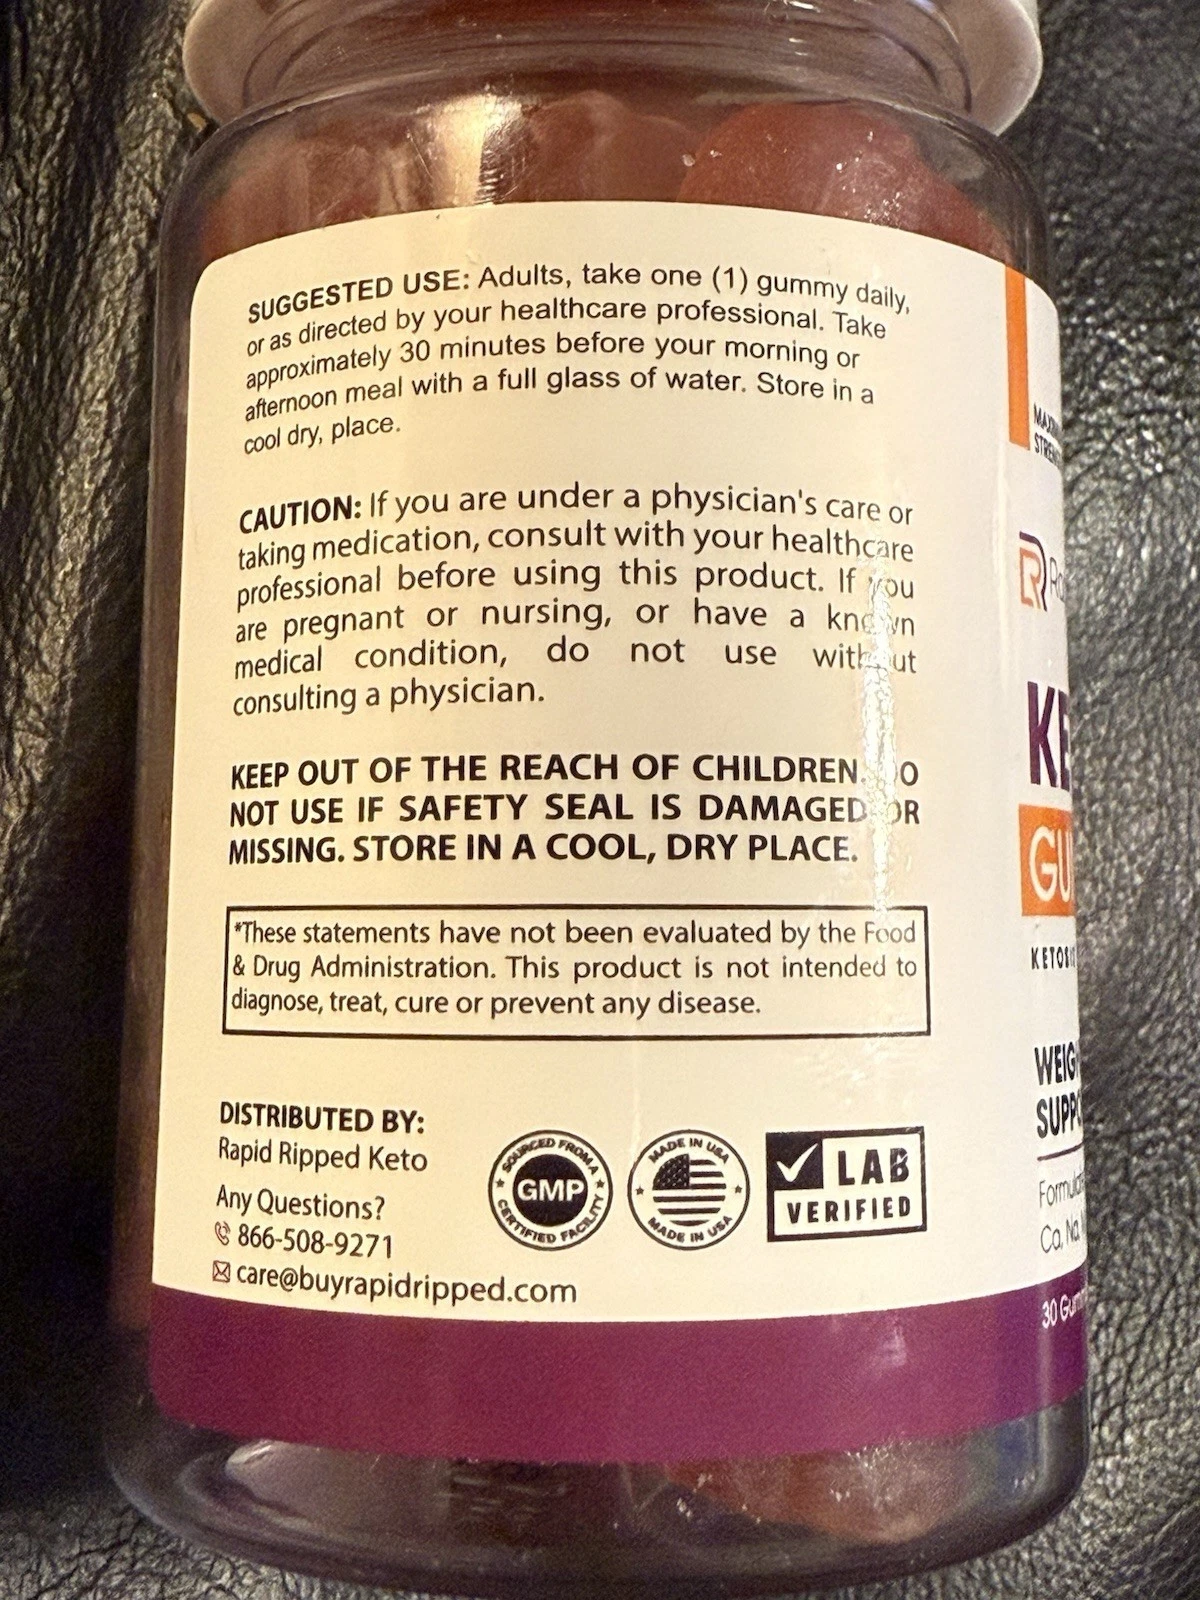 SUGGESTED USE: Adults, take one (1) gummy daily,
or as directed by your healthcare professional. Take
approximately 30 minutes before your morning or
afternoon meal with a full glass of water. Store in a
cool dry, place.
CAUTION: If you are under a physician's care or
taking medication, consult with your healthcare
professional before using this product. If you
are pregnant or nursing, or have a known
medical condition, do not use without
consulting a physician.
KEEP OUT OF THE REACH OF CHILDREN. DO
NOT USE IF SAFETY SEAL IS DAMAGED OR
MISSING. STORE IN A COOL, DRY PLACE.
*These statements have not been evaluated by the Food
& Drug Administration. This product is not intended to
diagnose, treat, cure or prevent any disease.
DISTRIBUTED BY:
Rapid Ripped Keto
Any Questions?
866-508-9271
care@buyrapidripped.com
SOURCED FROM A
GMP
CERTIFIED FACILITY
MADE IN USA
MADE IN USA
LAB
VERIFIED
30